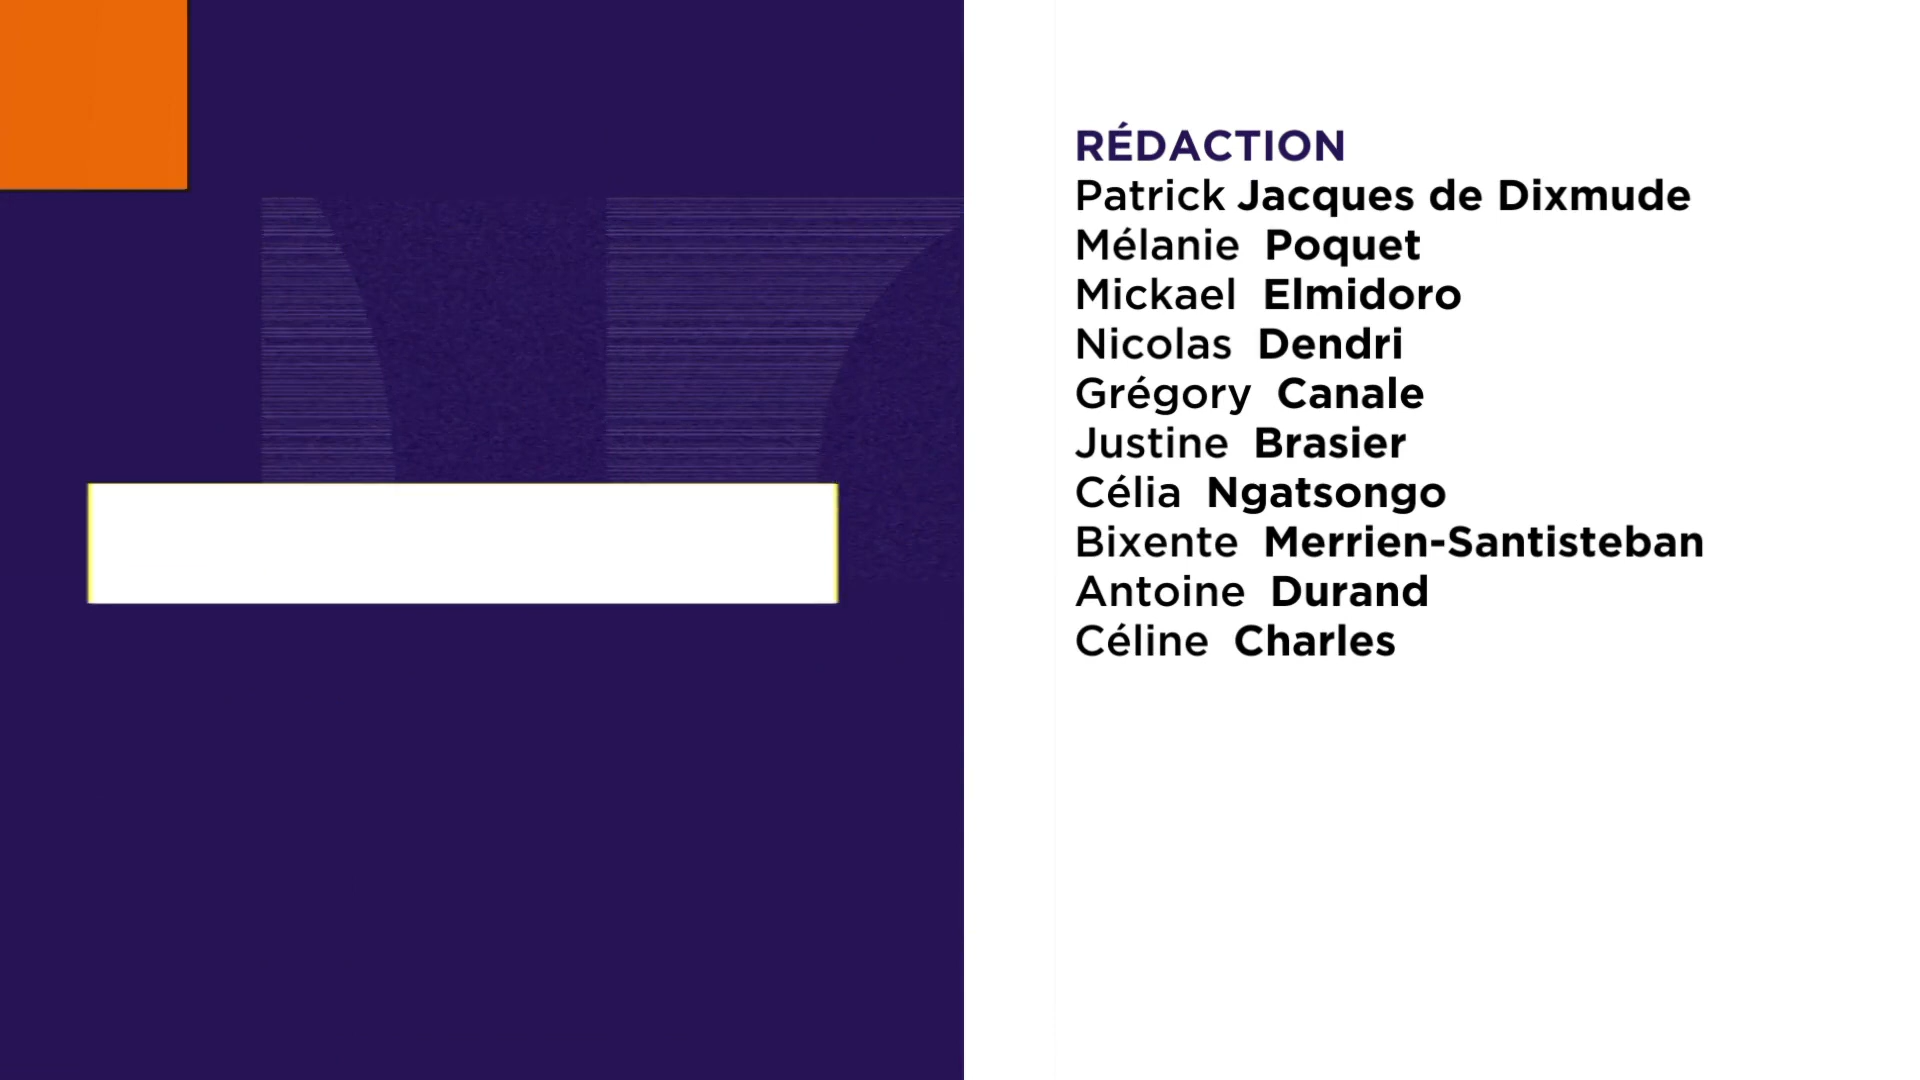 RÉDACTION
Patrick Jacques de Dixmude
Mélanie Poquet
Mickael Elmidoro
Nicolas Dendri
Grégory Canale
Justine Brasier
Célia Ngatsongo
Bixente Merrien-Santisteban
Antoine Durand
Céline Charles